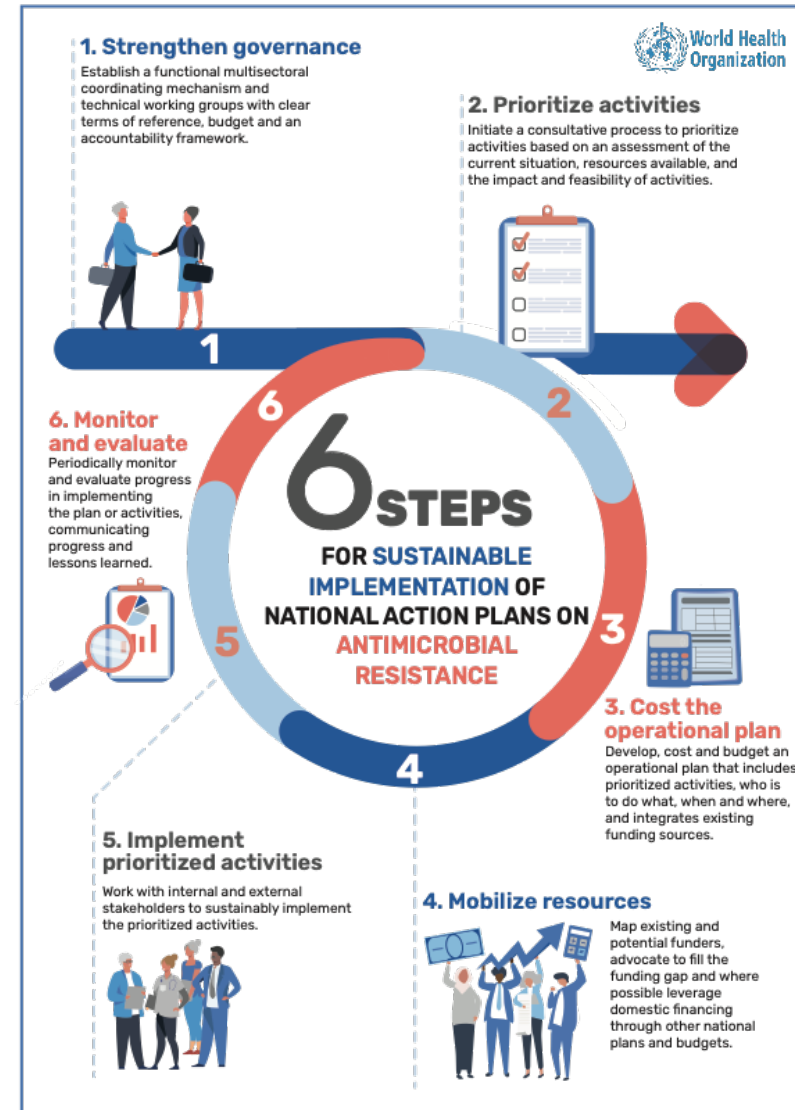 World Health
Organization
1. Strengthen governance
Establish a functional multisectoral
coordinating mechanism and
technical working groups with clear
terms of reference, budget and an
accountability framework.
2. Prioritize activities
Initiate a consultative process to prioritize
activities based on an assessment of the
current situation, resources available, and
the impact and feasibility of activities.
1
2
6
6 STEPS
FOR SUSTAINABLE
IMPLEMENTATION OF
NATIONAL ACTION PLANS ON
ANTIMICROBIAL
RESISTANCE
3
4
5
3. Cost the
operational plan
Develop, cost and budget an
operational plan that includes
prioritized activities, who is
to do what, when and where,
and integrates existing
funding sources.
4. Mobilize resources
Map existing and
potential funders,
advocate to fill the
funding gap and where
possible leverage
domestic financing
through other national
plans and budgets.
5. Implement
prioritized activities
Work with internal and external
stakeholders to sustainably implement
the prioritized activities.
6. Monitor
and evaluate
Periodically monitor
and evaluate progress
in implementing
the plan or activities,
communicating
progress and
lessons learned.